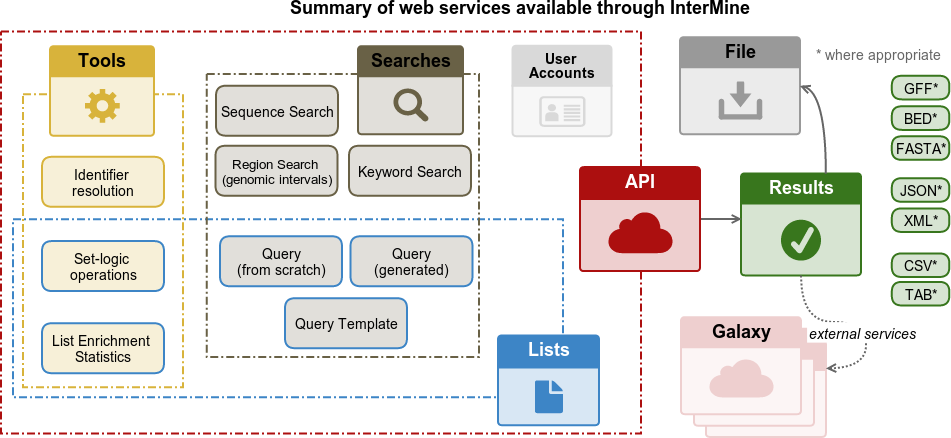 Summary of web services available through InterMine
Tools
Identifier
resolution
Set-logic
operations
List Enrichment
Statistics
Searches
Sequence Search
Region Search
(genomic intervals)
Keyword Search
Query
(from scratch)
Query
(generated)
Query Template
User
Accounts
Lists
API
File
Results
Galaxy
external services
* where appropriate
GFF*
BED*
FASTA*
JSON*
XML*
CSV*
TAB*